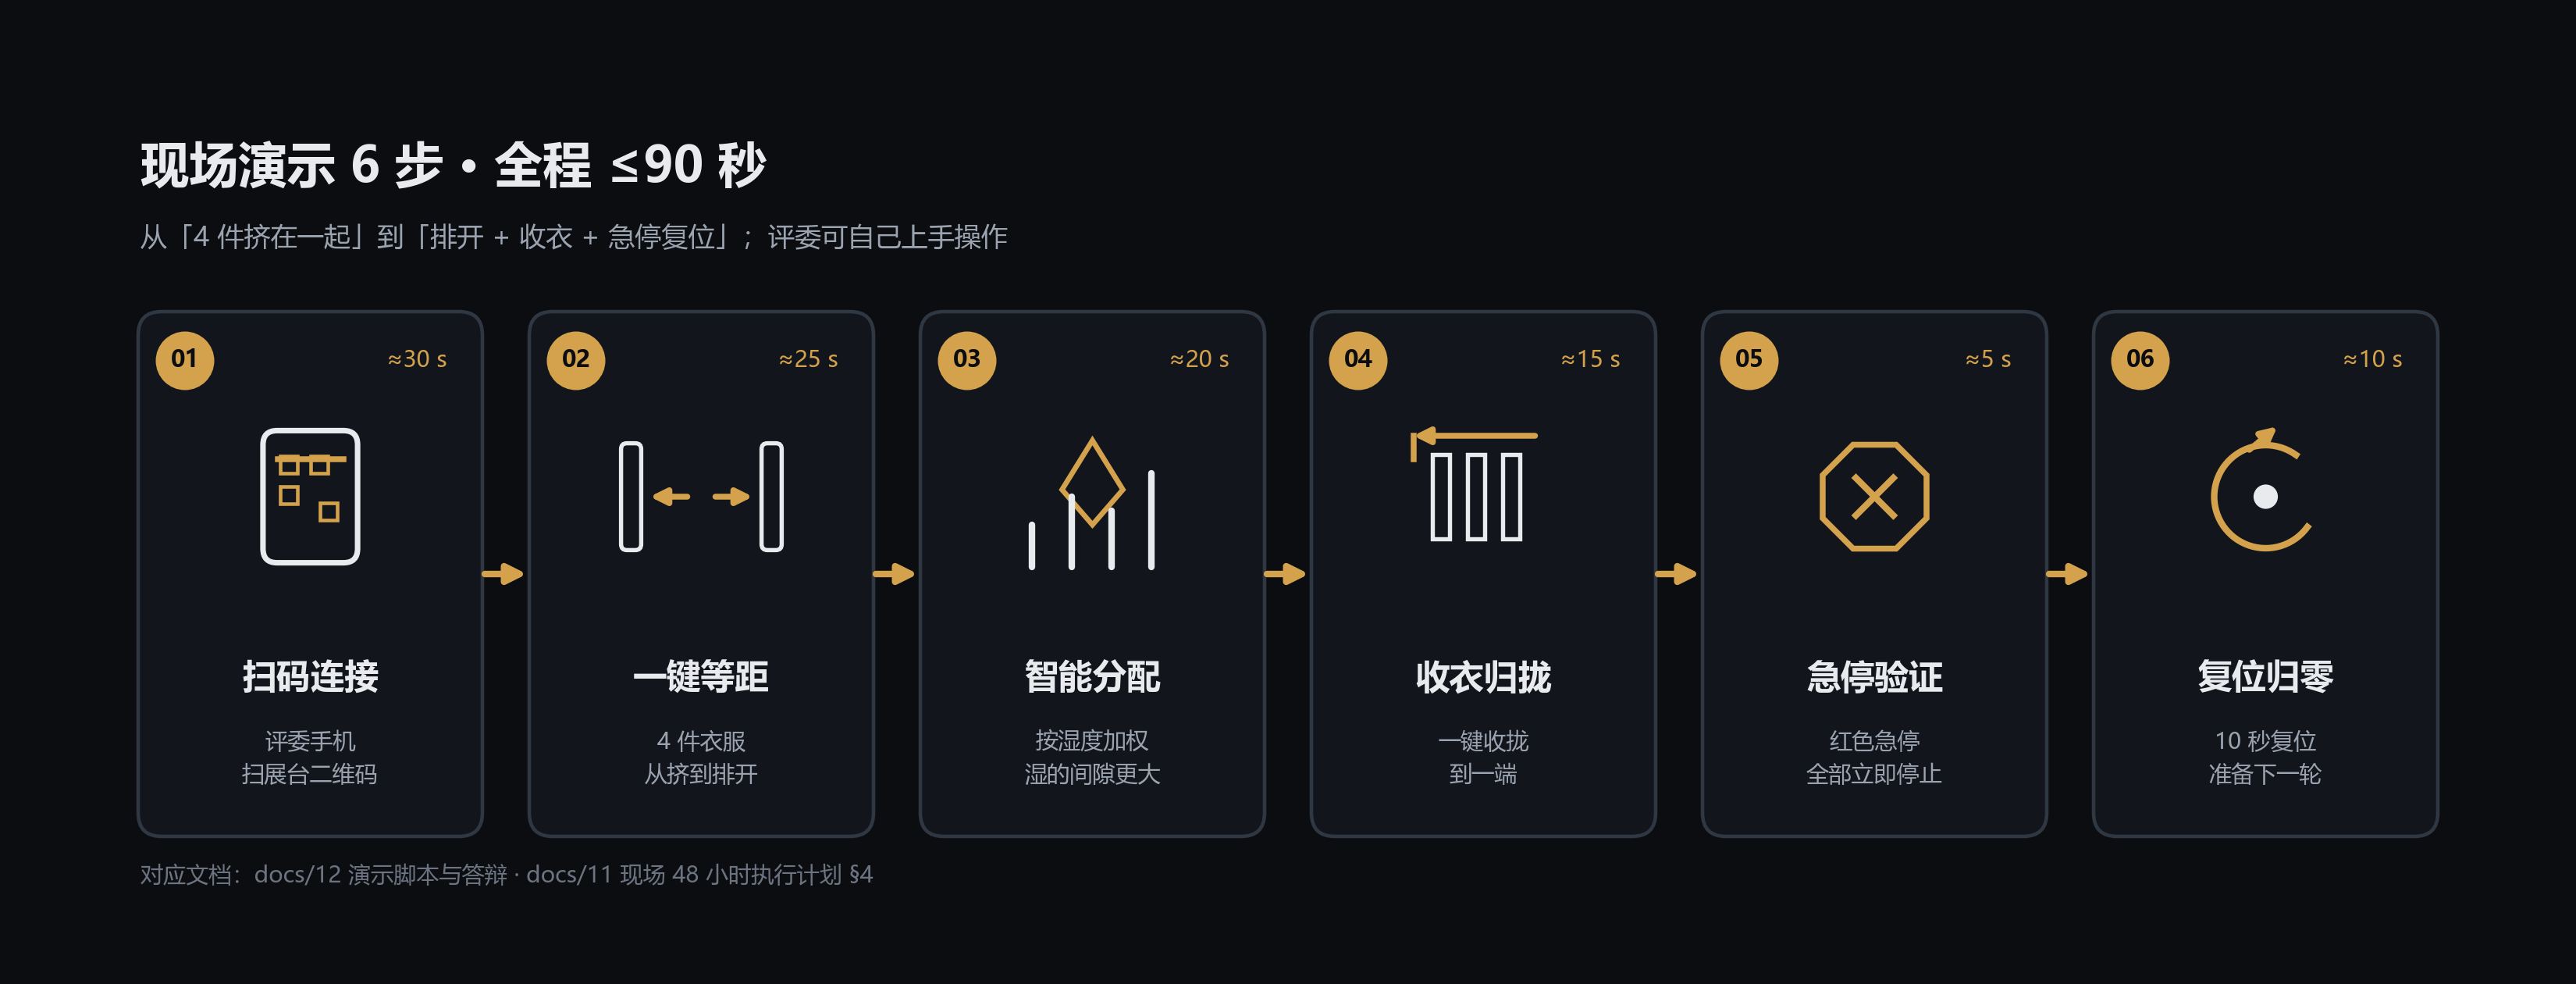 现场演示 6 步 · 全程 ≤90 秒
从「4 件挤在一起」到「排开 + 收衣 + 急停复位」；评委可自己上手操作
01
≈30 s
扫码连接
评委手机
扫展台二维码
02
≈25 s
一键等距
4 件衣服
从挤到排开
03
≈20 s
智能分配
按湿度加权
湿的间隙更大
04
≈15 s
收衣归拢
一键收拢
到一端
05
≈5 s
急停验证
红色急停
全部立即停止
06
≈10 s
复位归零
10 秒复位
准备下一轮
对应文档：docs/12 演示脚本与答辩 · docs/11 现场 48 小时执行计划 §4